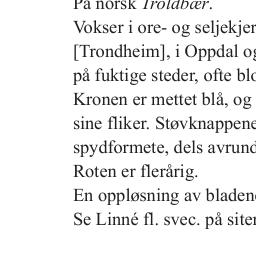 På norsk Troldbær.
Vokser i ore- og seljekjer
[Trondheim], i Oppdal og
på fuktige steder, ofte blo
Kronen er mettet blå, og
sine fliker. Støvknappene
spydformete, dels avrund
Roten er flerårig.
En oppløsning av bladene
Se Linné fl. svec. på siten